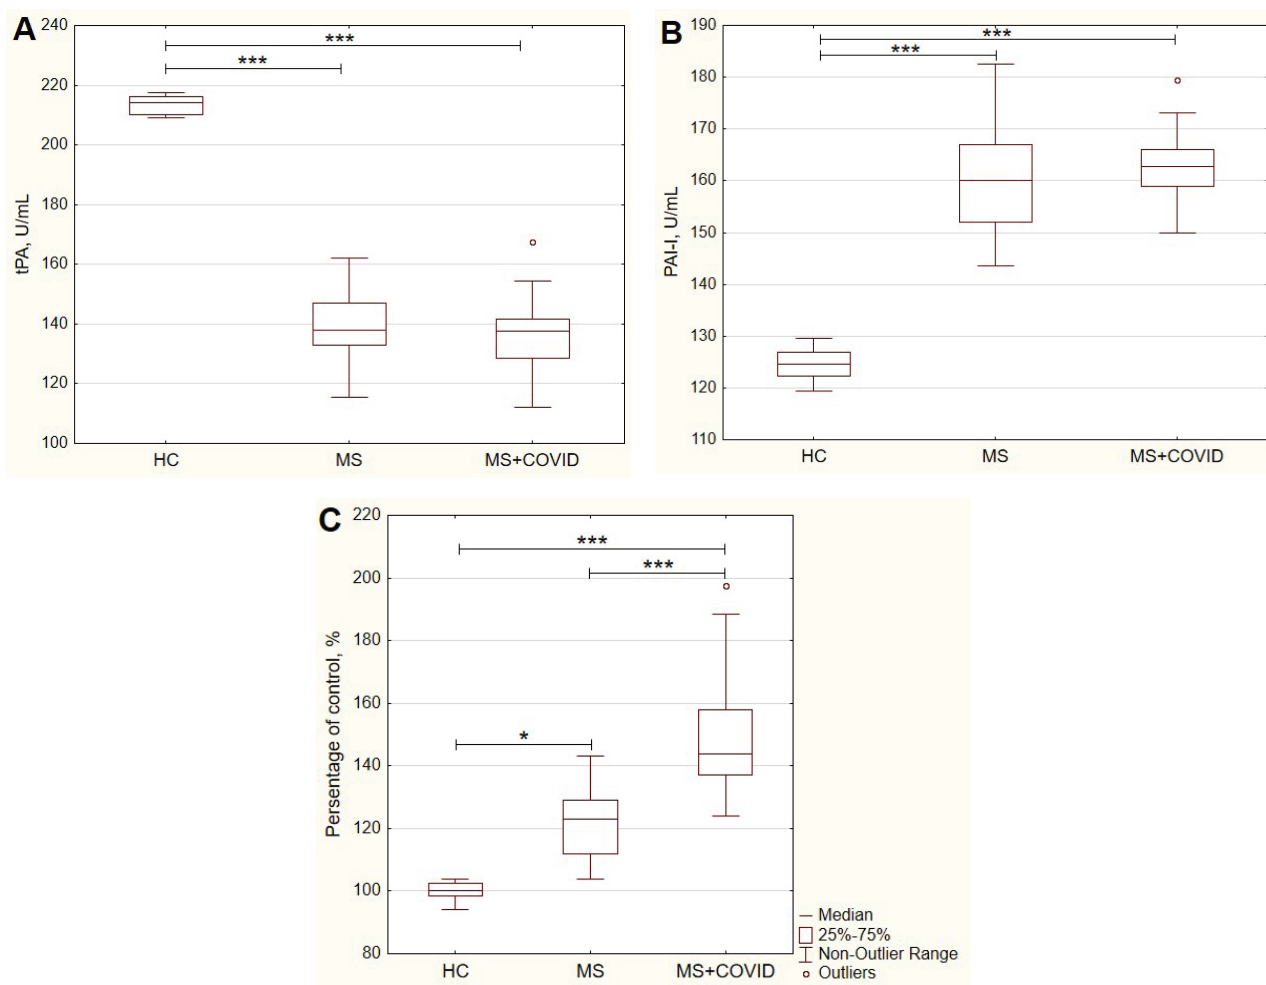 A
tPA, U/mL
240
220
200
180
160
140
120
100
***
***
HC MS MS+COVID
B
PAI-I, U/mL
190
180
170
160
150
140
130
120
110
***
***
HC MS MS+COVID
C
Persentage of control, %
220
200
180
160
140
120
100
80
***
***
*
HC MS MS+COVID
Median
25%-75%
Non-Outlier Range
Outliers